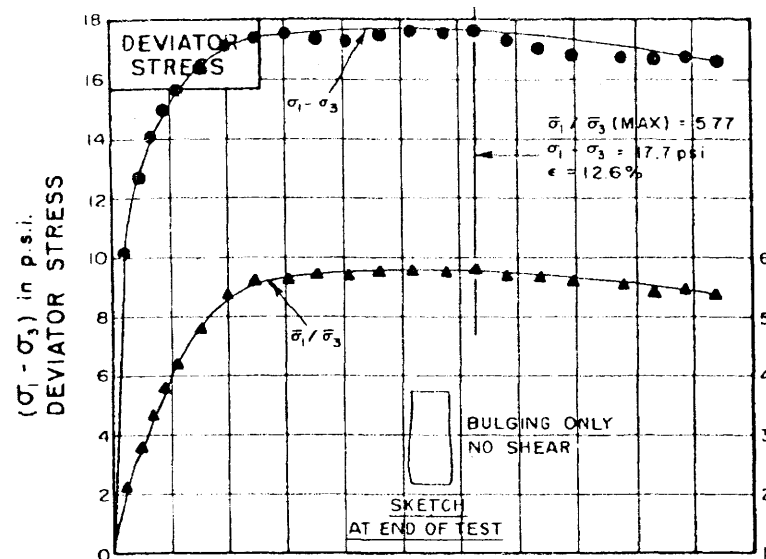 18
16
14
12
10
8
6
4
2
0
(σ₁ - σ₃) in p.s.i.
DEVIATOR STRESS
DEVIATOR
STRESS
σ₁ - σ₃
σ̅₁ / σ̅₃ (MAX) = 5.77
σ₁ - σ₃ = 17.7 psi
ε = 12.6%
σ̅₁ / σ̅₃
BULGING ONLY
NO SHEAR
SKETCH
AT END OF TEST
6
5
4
3
2
1